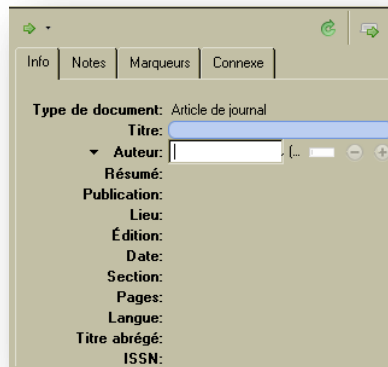 Info Notes Marqueurs Connexe
Type de document: Article de journal
Titre:
Auteur: , (...
Résumé:
Publication:
Lieu:
Édition:
Date:
Section:
Pages:
Langue:
Titre abrégé:
ISSN: